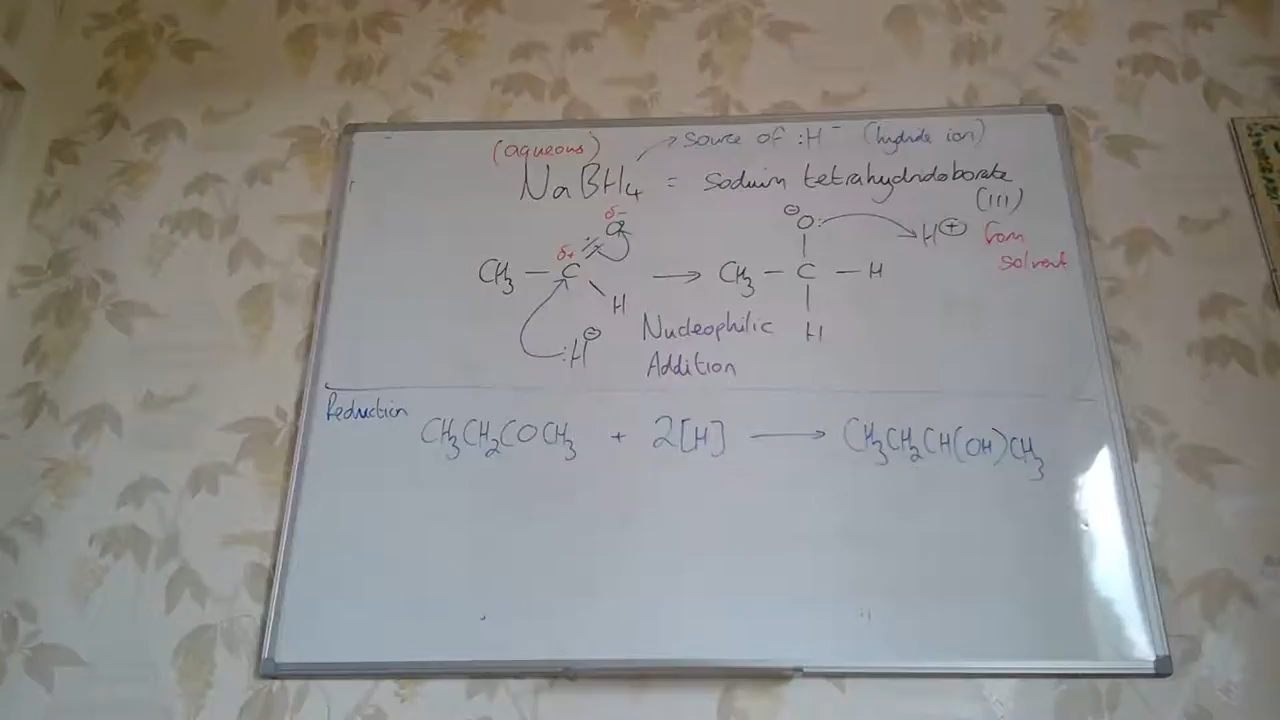 (aqueous) → Source of :H⁻ (hydride ion)
NaBH₄ = Sodium tetrahydridoborate
(III)
δ- ⊖
δ+ O O: H⊕ from
solvent
CH₃ — C → CH₃ — C — H
H
:H⊖ Nucleophilic H
Addition
Reduction
CH₃CH₂COCH₃ + 2[H] → CH₃CH₂CH(OH)CH₃